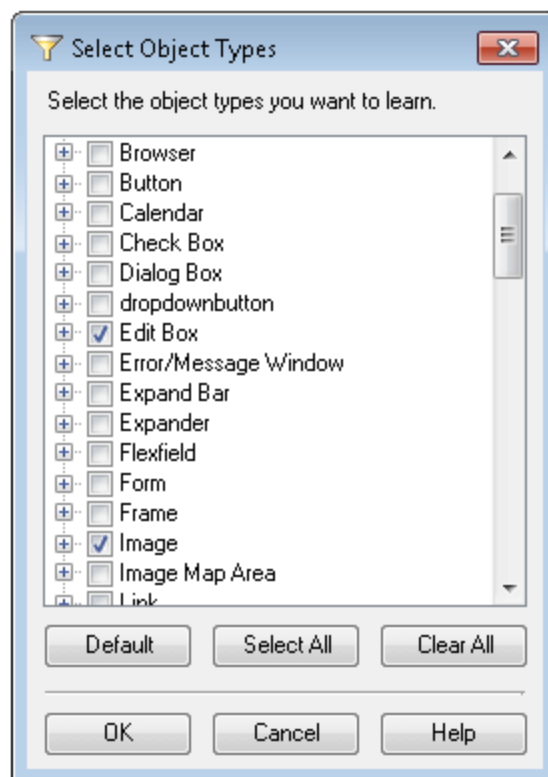 Select Object Types
Select the object types you want to learn.
Browser
Button
Calendar
Check Box
Dialog Box
dropdownbutton
Edit Box
Error/Message Window
Expand Bar
Expander
Flexfield
Form
Frame
Image
Image Map Area
Link
Default Select All Clear All
OK Cancel Help